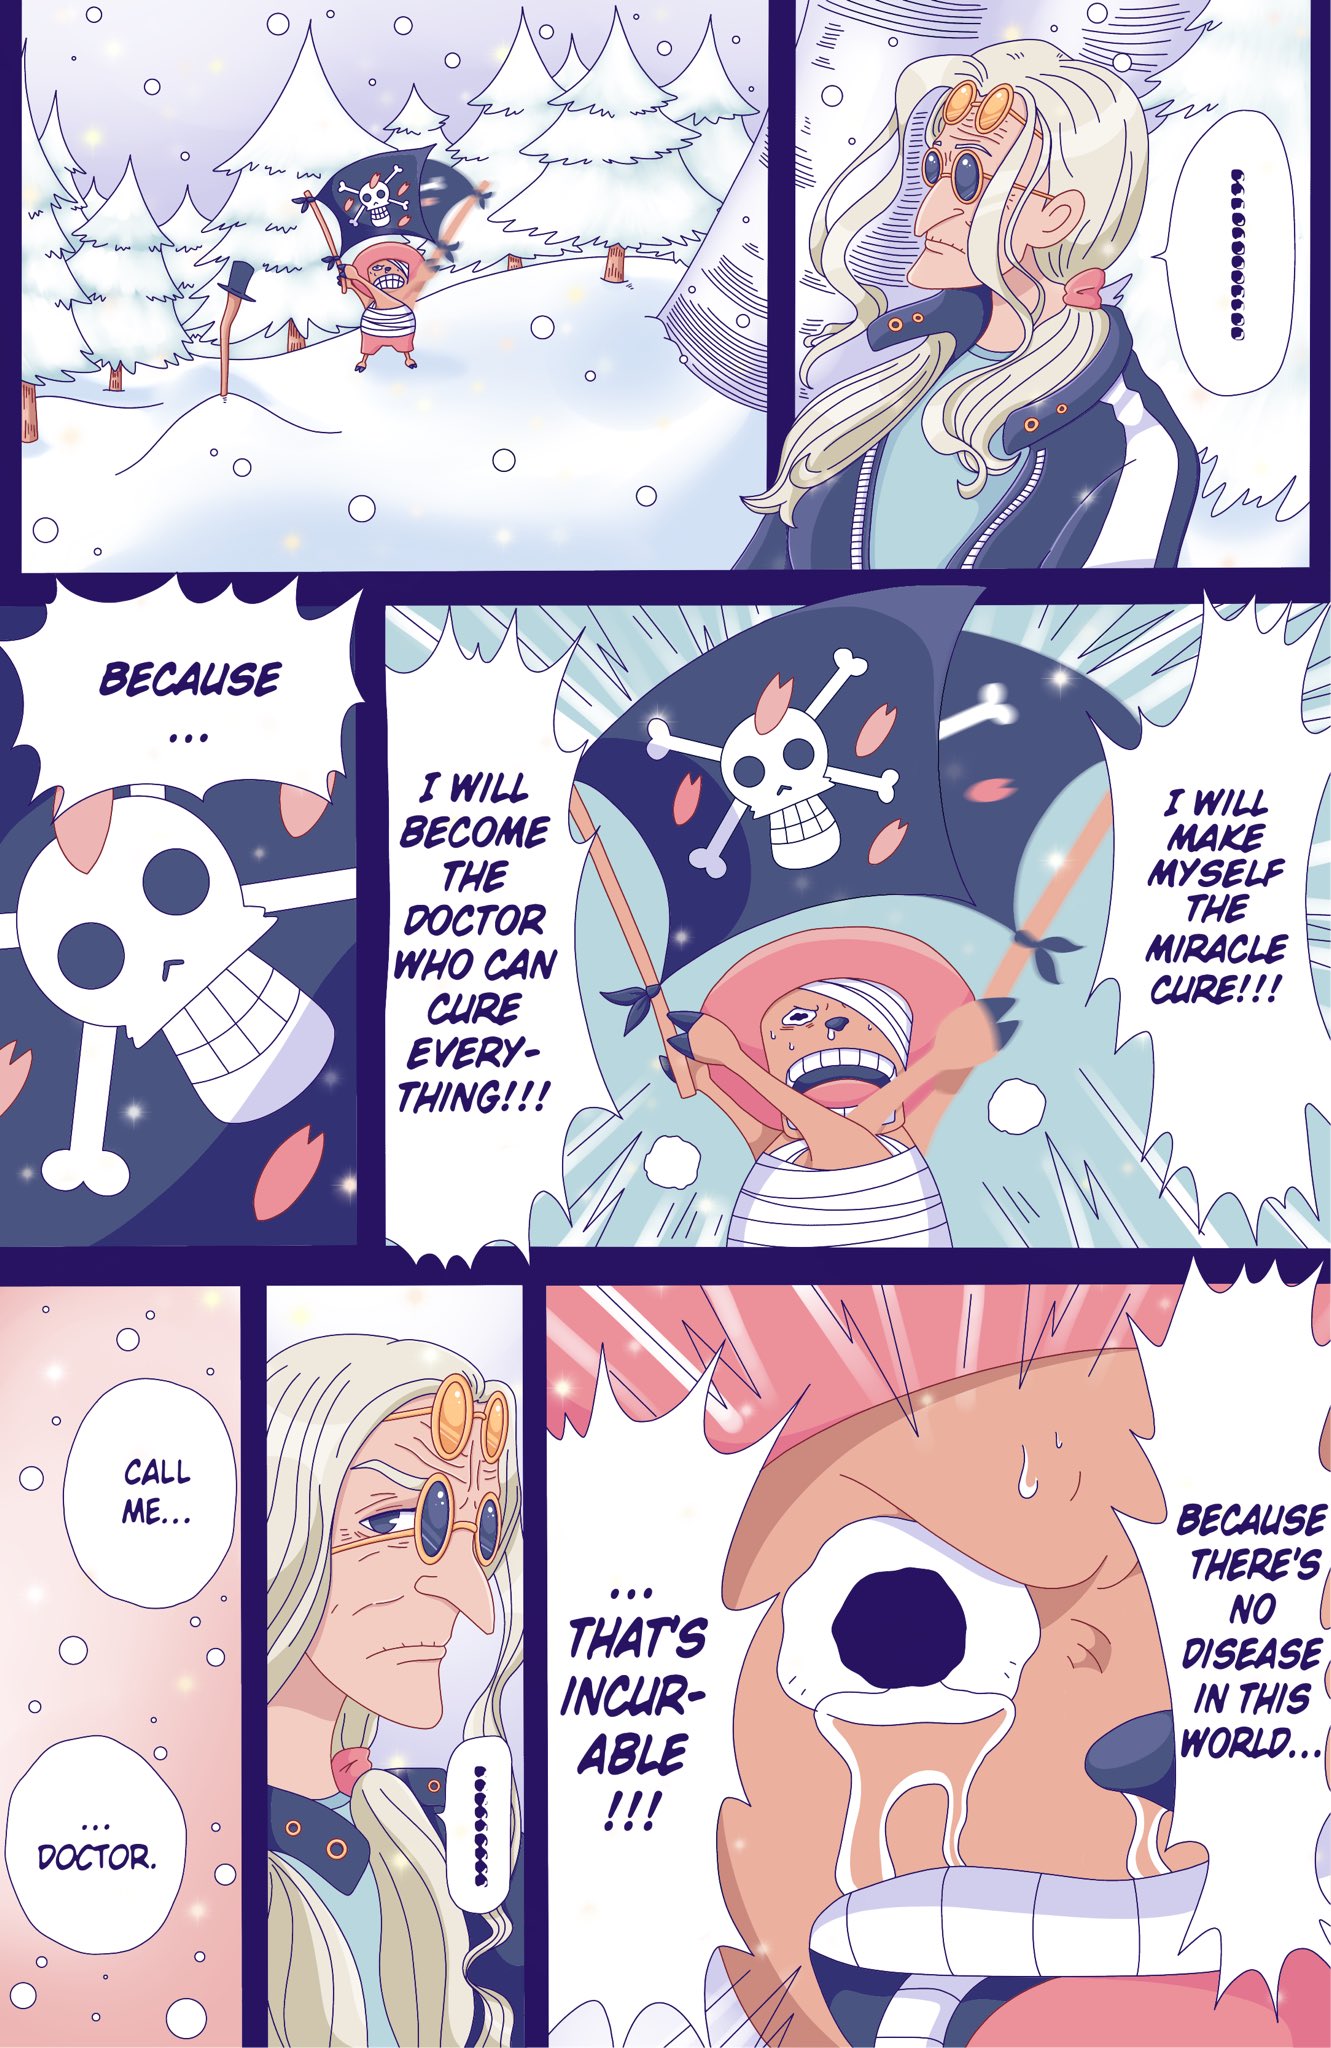 ............
I WILL
MAKE
MYSELF
THE
MIRACLE
CURE!!!
I WILL
BECOME
THE
DOCTOR
WHO CAN
CURE
EVERY-
THING!!!
BECAUSE
...
BECAUSE
THERE'S
NO
DISEASE
IN THIS
WORLD...
...
THAT'S
INCUR-
ABLE
!!!
.........
CALL
ME...
...
DOCTOR.